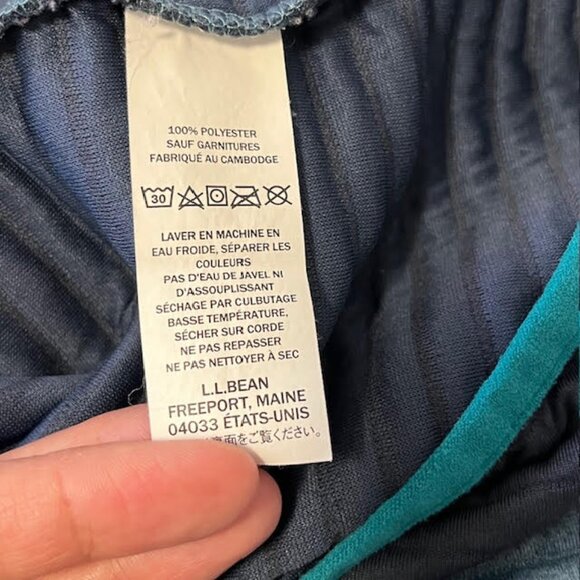 100% POLYESTER
SAUF GARNITURES
FABRIQUÉ AU CAMBODGE
30
LAVER EN MACHINE EN
EAU FROIDE, SÉPARER LES
COULEURS
PAS D'EAU DE JAVEL NI
D'ASSOUPLISSANT
SÉCHAGE PAR CULBUTAGE
BASSE TEMPÉRATURE,
SÉCHER SUR CORDE
NE PAS REPASSER
NE PAS NETTOYER À SEC
L.L.BEAN
FREEPORT, MAINE
04033 ÉTATS-UNIS
裏面をご覧ください。